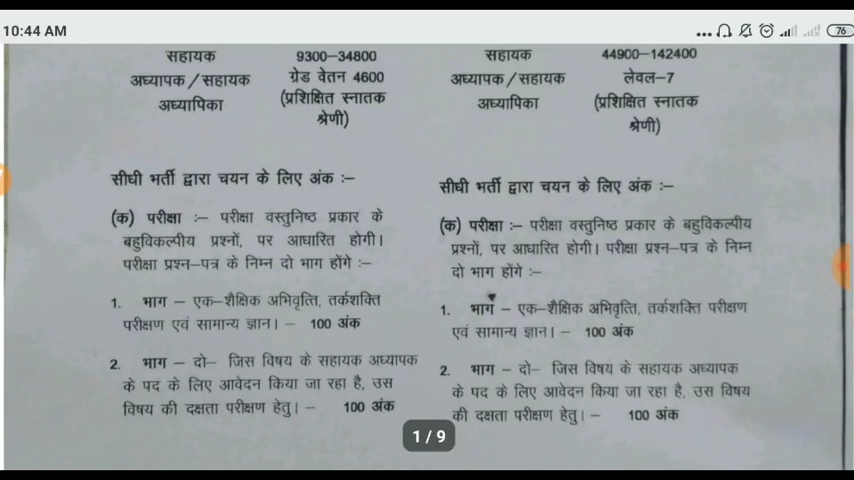 10:44 AM
76
सहायक
अध्यापक/सहायक
अध्यापिका
9300-34800
ग्रेड वेतन 4600
(प्रशिक्षित स्नातक
श्रेणी)
सहायक
अध्यापक/सहायक
अध्यापिका
44900-142400
लेवल-7
(प्रशिक्षित स्नातक
श्रेणी)
सीधी भर्ती द्वारा चयन के लिए अंक :-
(क) परीक्षा :- परीक्षा वस्तुनिष्ठ प्रकार के
बहुविकल्पीय प्रश्नों, पर आधारित होगी।
परीक्षा प्रश्न-पत्र के निम्न दो भाग होंगे :-
1. भाग - एक-शैक्षिक अभिवृत्ति, तर्कशक्ति
परीक्षण एवं सामान्य ज्ञान। - 100 अंक
2. भाग - दो- जिस विषय के सहायक अध्यापक
के पद के लिए आवेदन किया जा रहा है, उस
विषय की दक्षता परीक्षण हेतु। - 100 अंक
सीधी भर्ती द्वारा चयन के लिए अंक :-
(क) परीक्षा :- परीक्षा वस्तुनिष्ठ प्रकार के बहुविकल्पीय
प्रश्नों, पर आधारित होगी। परीक्षा प्रश्न-पत्र के निम्न
दो भाग होंगे :-
1. भाग - एक-शैक्षिक अभिवृत्ति, तर्कशक्ति परीक्षण
एवं सामान्य ज्ञान। - 100 अंक
2. भाग - दो- जिस विषय के सहायक अध्यापक
के पद के लिए आवेदन किया जा रहा है, उस विषय
की दक्षता परीक्षण हेतु। - 100 अंक
1 / 9